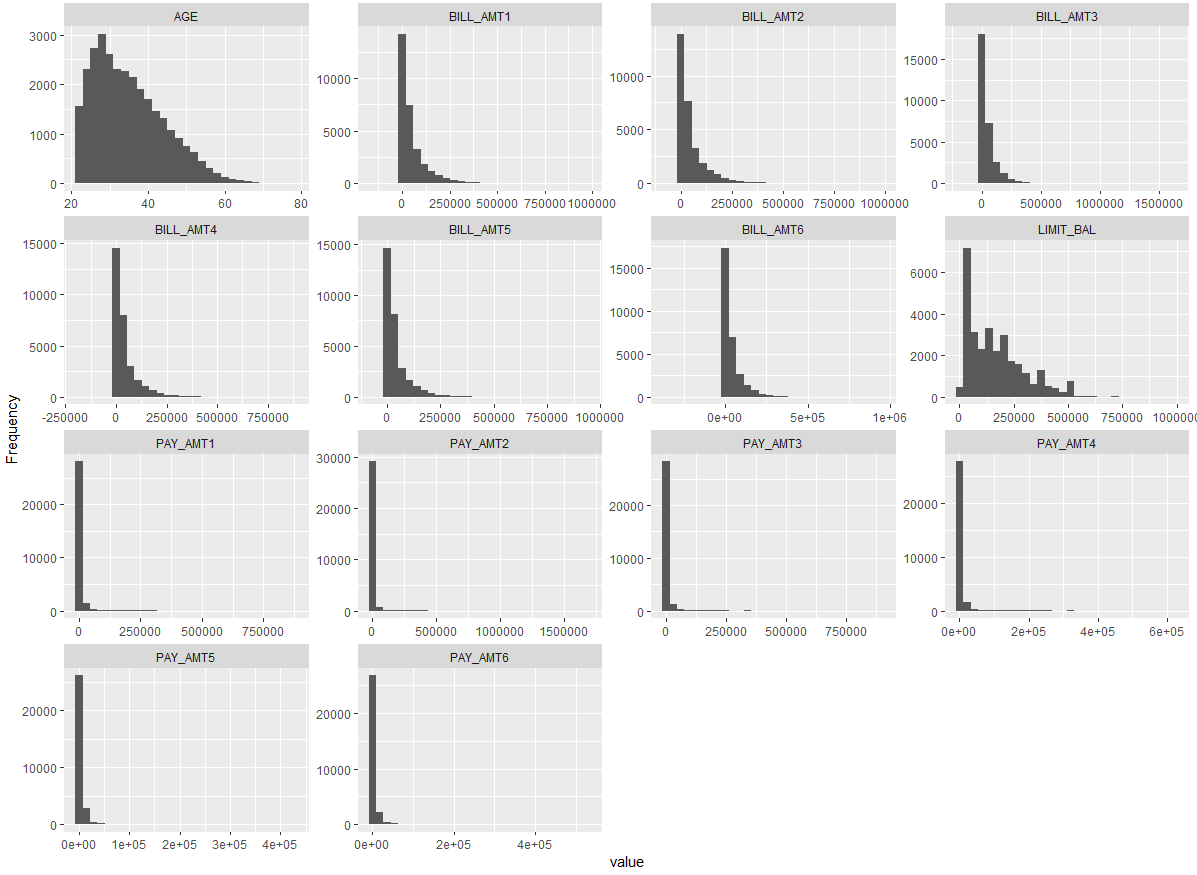 AGE BILL_AMT1 BILL_AMT2 BILL_AMT3
3000
2000
1000
0
20 40 60 80
10000
5000
0
0 250000 500000 750000 1000000
10000
5000
0
0 250000 500000 750000 1000000
15000
10000
5000
0
0 500000 1000000 1500000
BILL_AMT4 BILL_AMT5 BILL_AMT6 LIMIT_BAL
15000
10000
5000
0
-250000 0 250000 500000 750000
15000
10000
5000
0
0 250000 500000 750000 1000000
15000
10000
5000
0
0e+00 5e+05 1e+06
6000
4000
2000
0
0 250000 500000 750000 1000000
Frequency
PAY_AMT1 PAY_AMT2 PAY_AMT3 PAY_AMT4
20000
10000
0
0 250000 500000 750000
30000
20000
10000
0
0 500000 1000000 1500000
20000
10000
0
0 250000 500000 750000
20000
10000
0
0e+00 2e+05 4e+05 6e+05
PAY_AMT5 PAY_AMT6
20000
10000
0
0e+00 1e+05 2e+05 3e+05 4e+05
20000
10000
0
0e+00 2e+05 4e+05
value